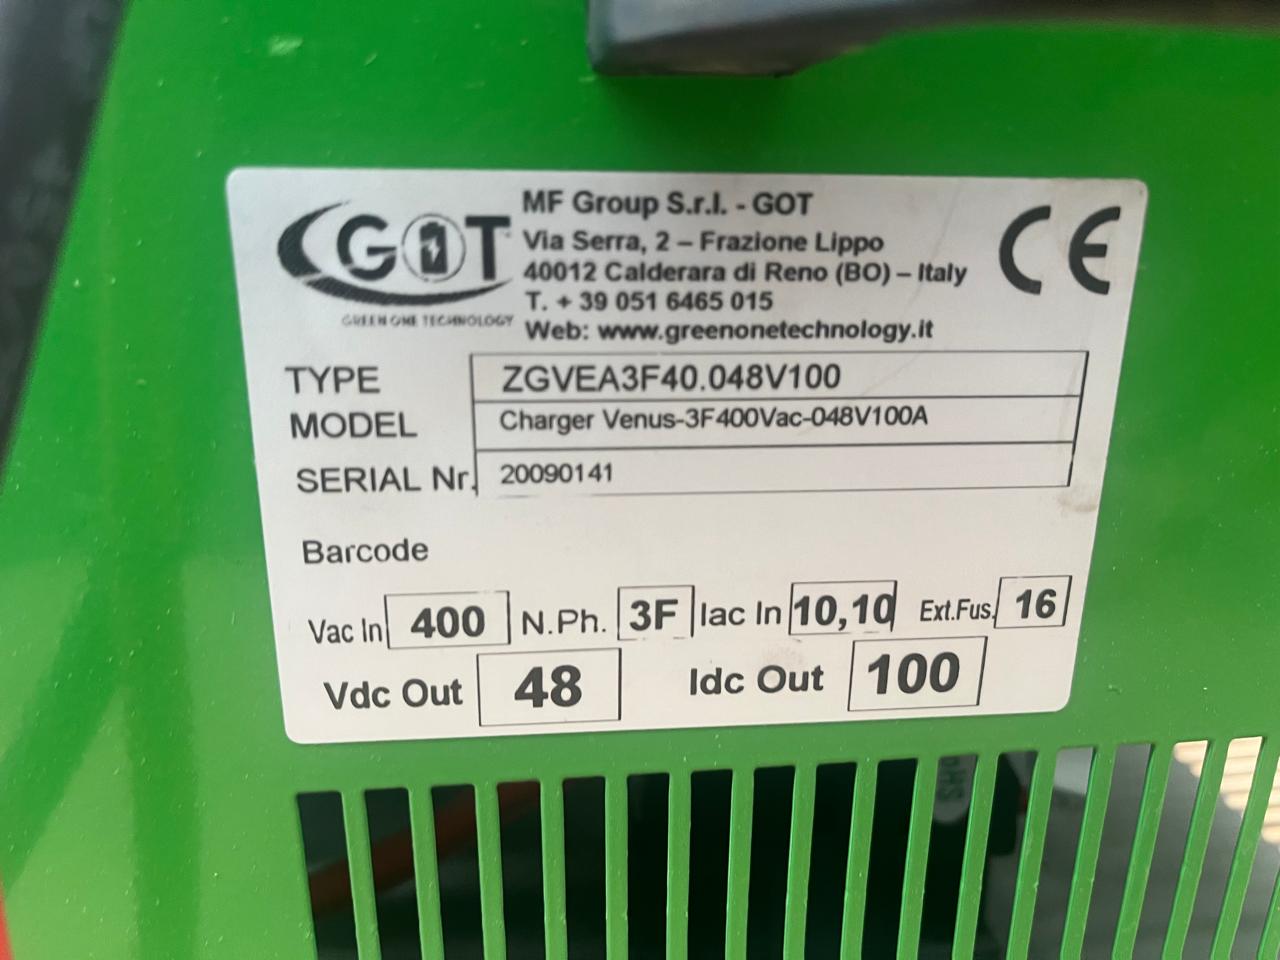 GOT
GREEN ONE TECHNOLOGY
MF Group S.r.l. - GOT
Via Serra, 2 – Frazione Lippo
40012 Calderara di Reno (BO) – Italy
T. + 39 051 6465 015
Web: www.greenonetechnology.it
CE
TYPE ZGVEA3F40.048V100
MODEL Charger Venus-3F400Vac-048V100A
SERIAL Nr. 20090141
Barcode
Vac In 400 N.Ph. 3F Iac In 10,10 Ext.Fus. 16
Vdc Out 48 Idc Out 100